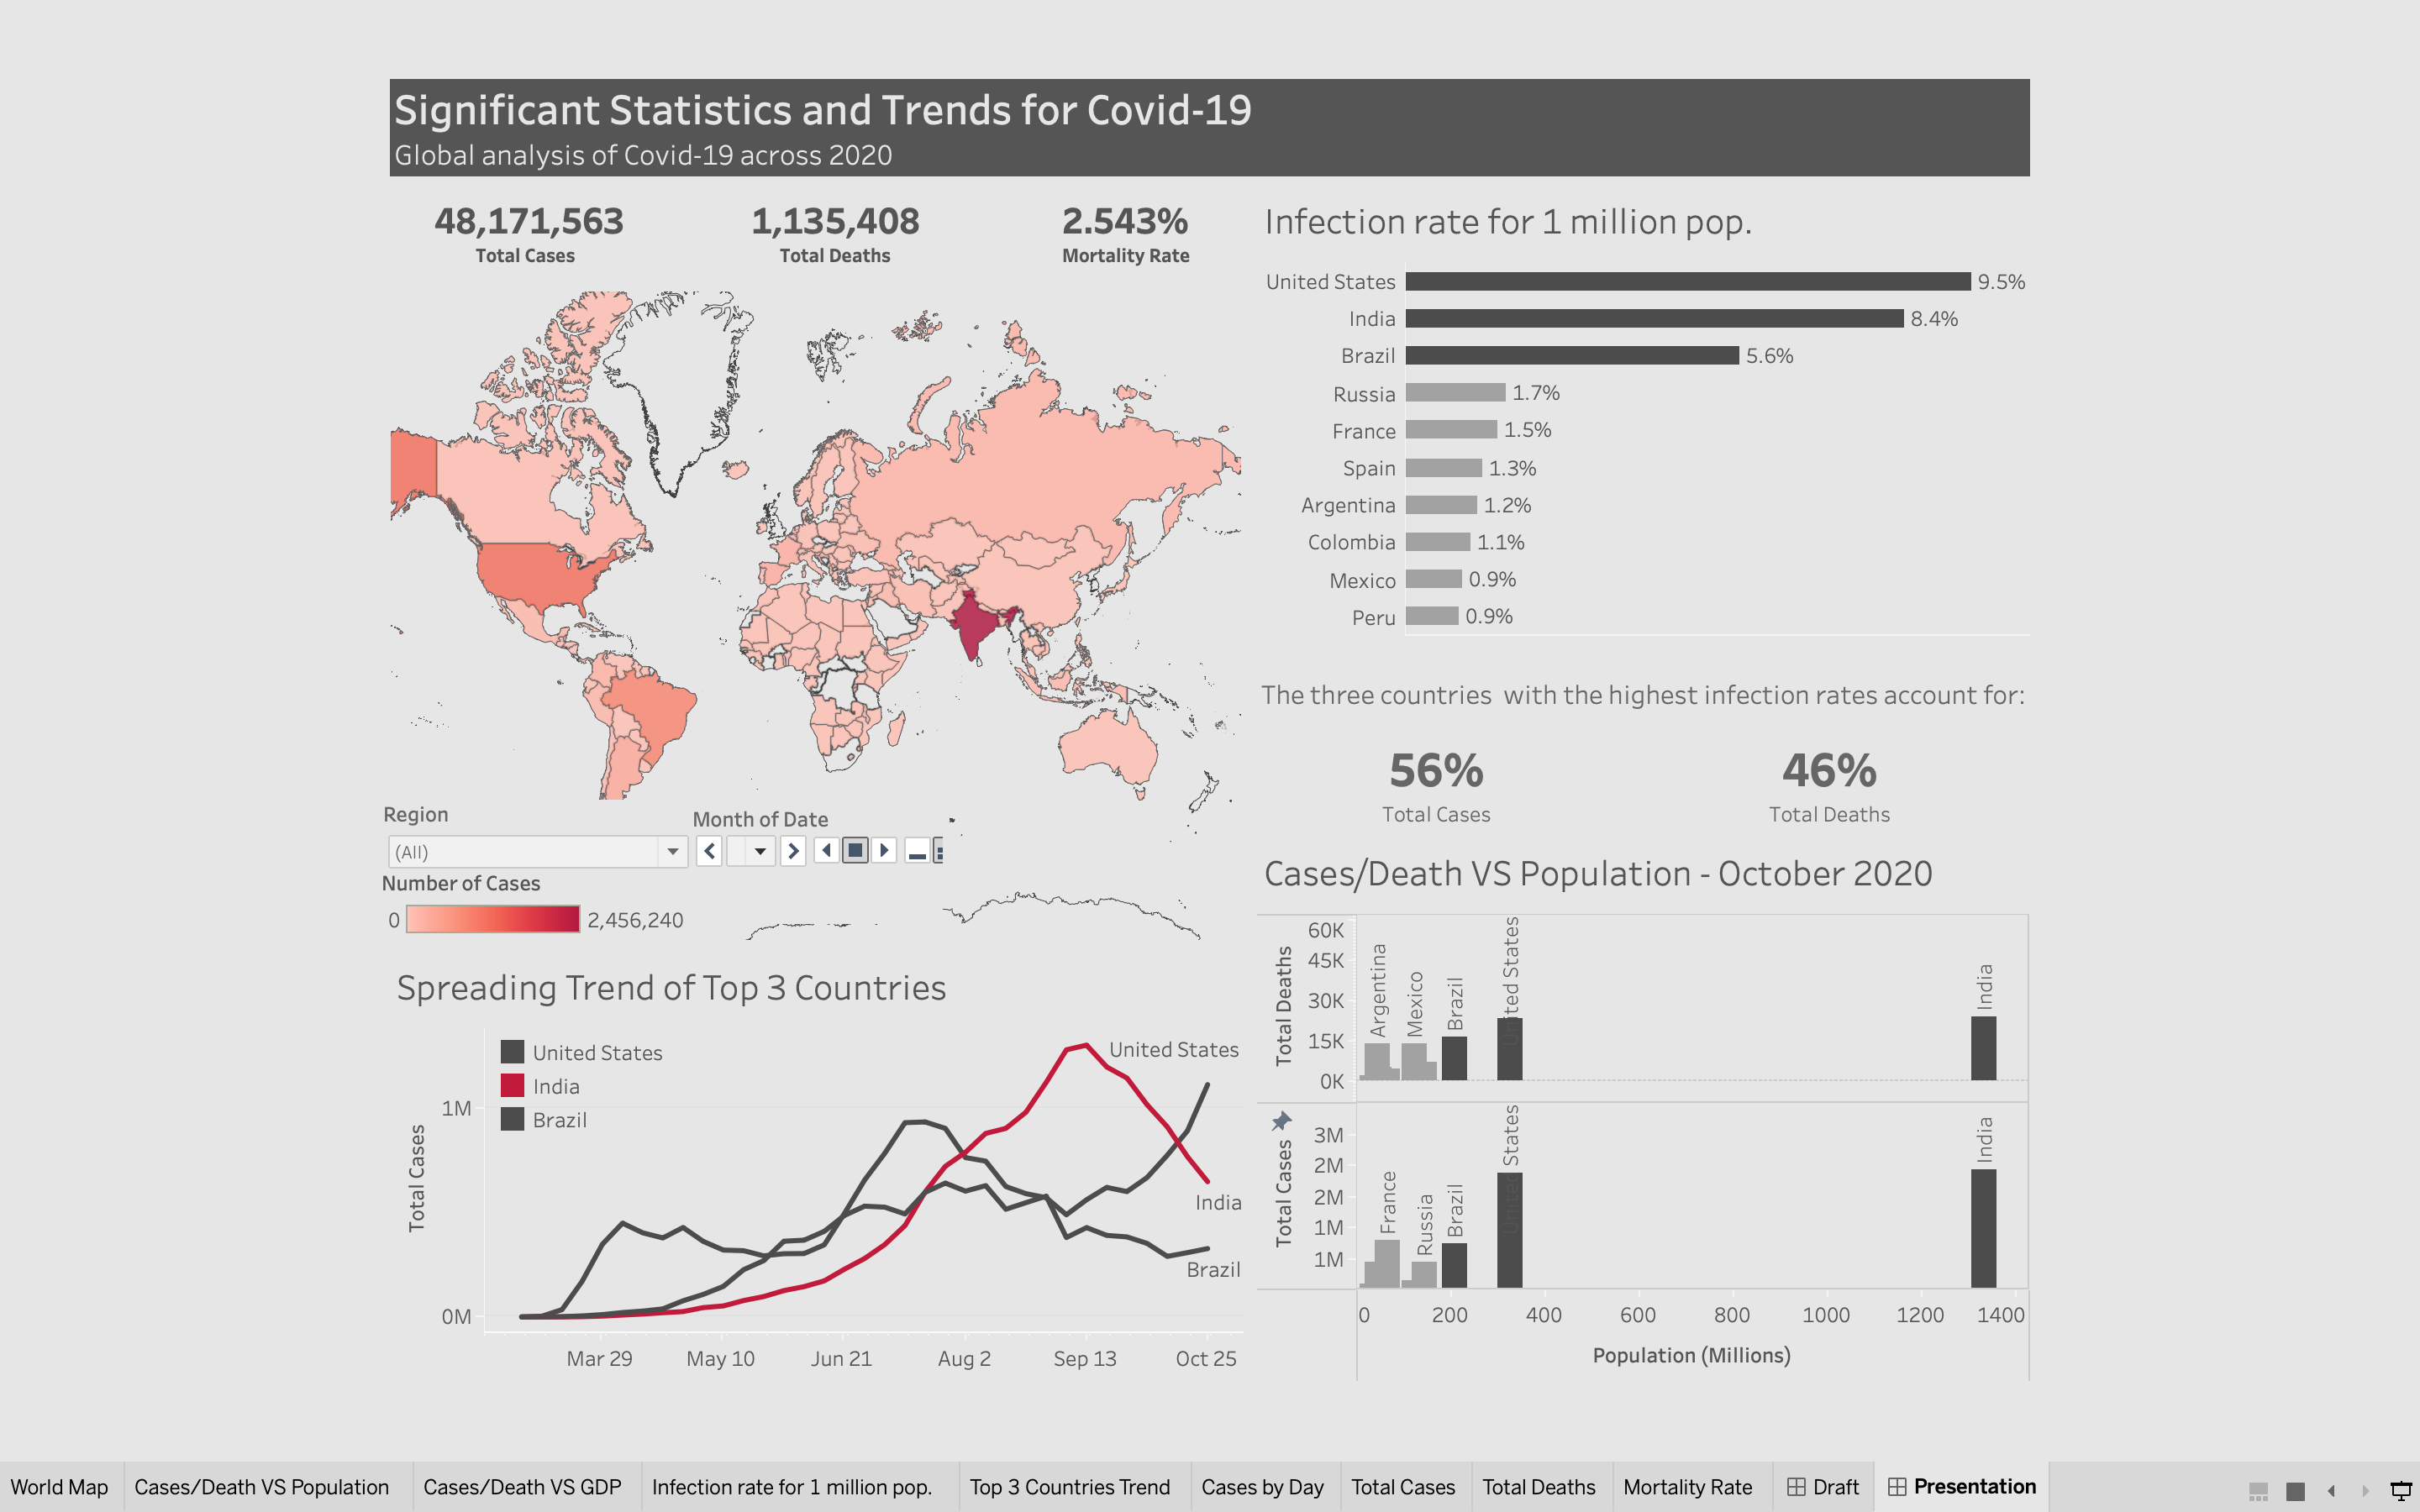 Significant Statistics and Trends for Covid-19
Global analysis of Covid-19 across 2020
48,171,563
Total Cases
1,135,408
Total Deaths
2.543%
Mortality Rate
Region
(All)
Month of Date
Number of Cases
0
2,456,240
Infection rate for 1 million pop.
United States 9.5%
India 8.4%
Brazil 5.6%
Russia 1.7%
France 1.5%
Spain 1.3%
Argentina 1.2%
Colombia 1.1%
Mexico 0.9%
Peru 0.9%
The three countries with the highest infection rates account for:
56%
Total Cases
46%
Total Deaths
Spreading Trend of Top 3 Countries
United States
India
Brazil
United States
India
Brazil
Total Cases
1M
0M
Mar 29 May 10 Jun 21 Aug 2 Sep 13 Oct 25
Cases/Death VS Population - October 2020
Total Deaths
60K
45K
30K
15K
0K
Argentina
Mexico
Brazil
United States
India
Total Cases
3M
2M
2M
1M
1M
France
Russia
Brazil
United States
India
0 200 400 600 800 1000 1200 1400
Population (Millions)
World Map Cases/Death VS Population Cases/Death VS GDP Infection rate for 1 million pop. Top 3 Countries Trend Cases by Day Total Cases Total Deaths Mortality Rate Draft Presentation